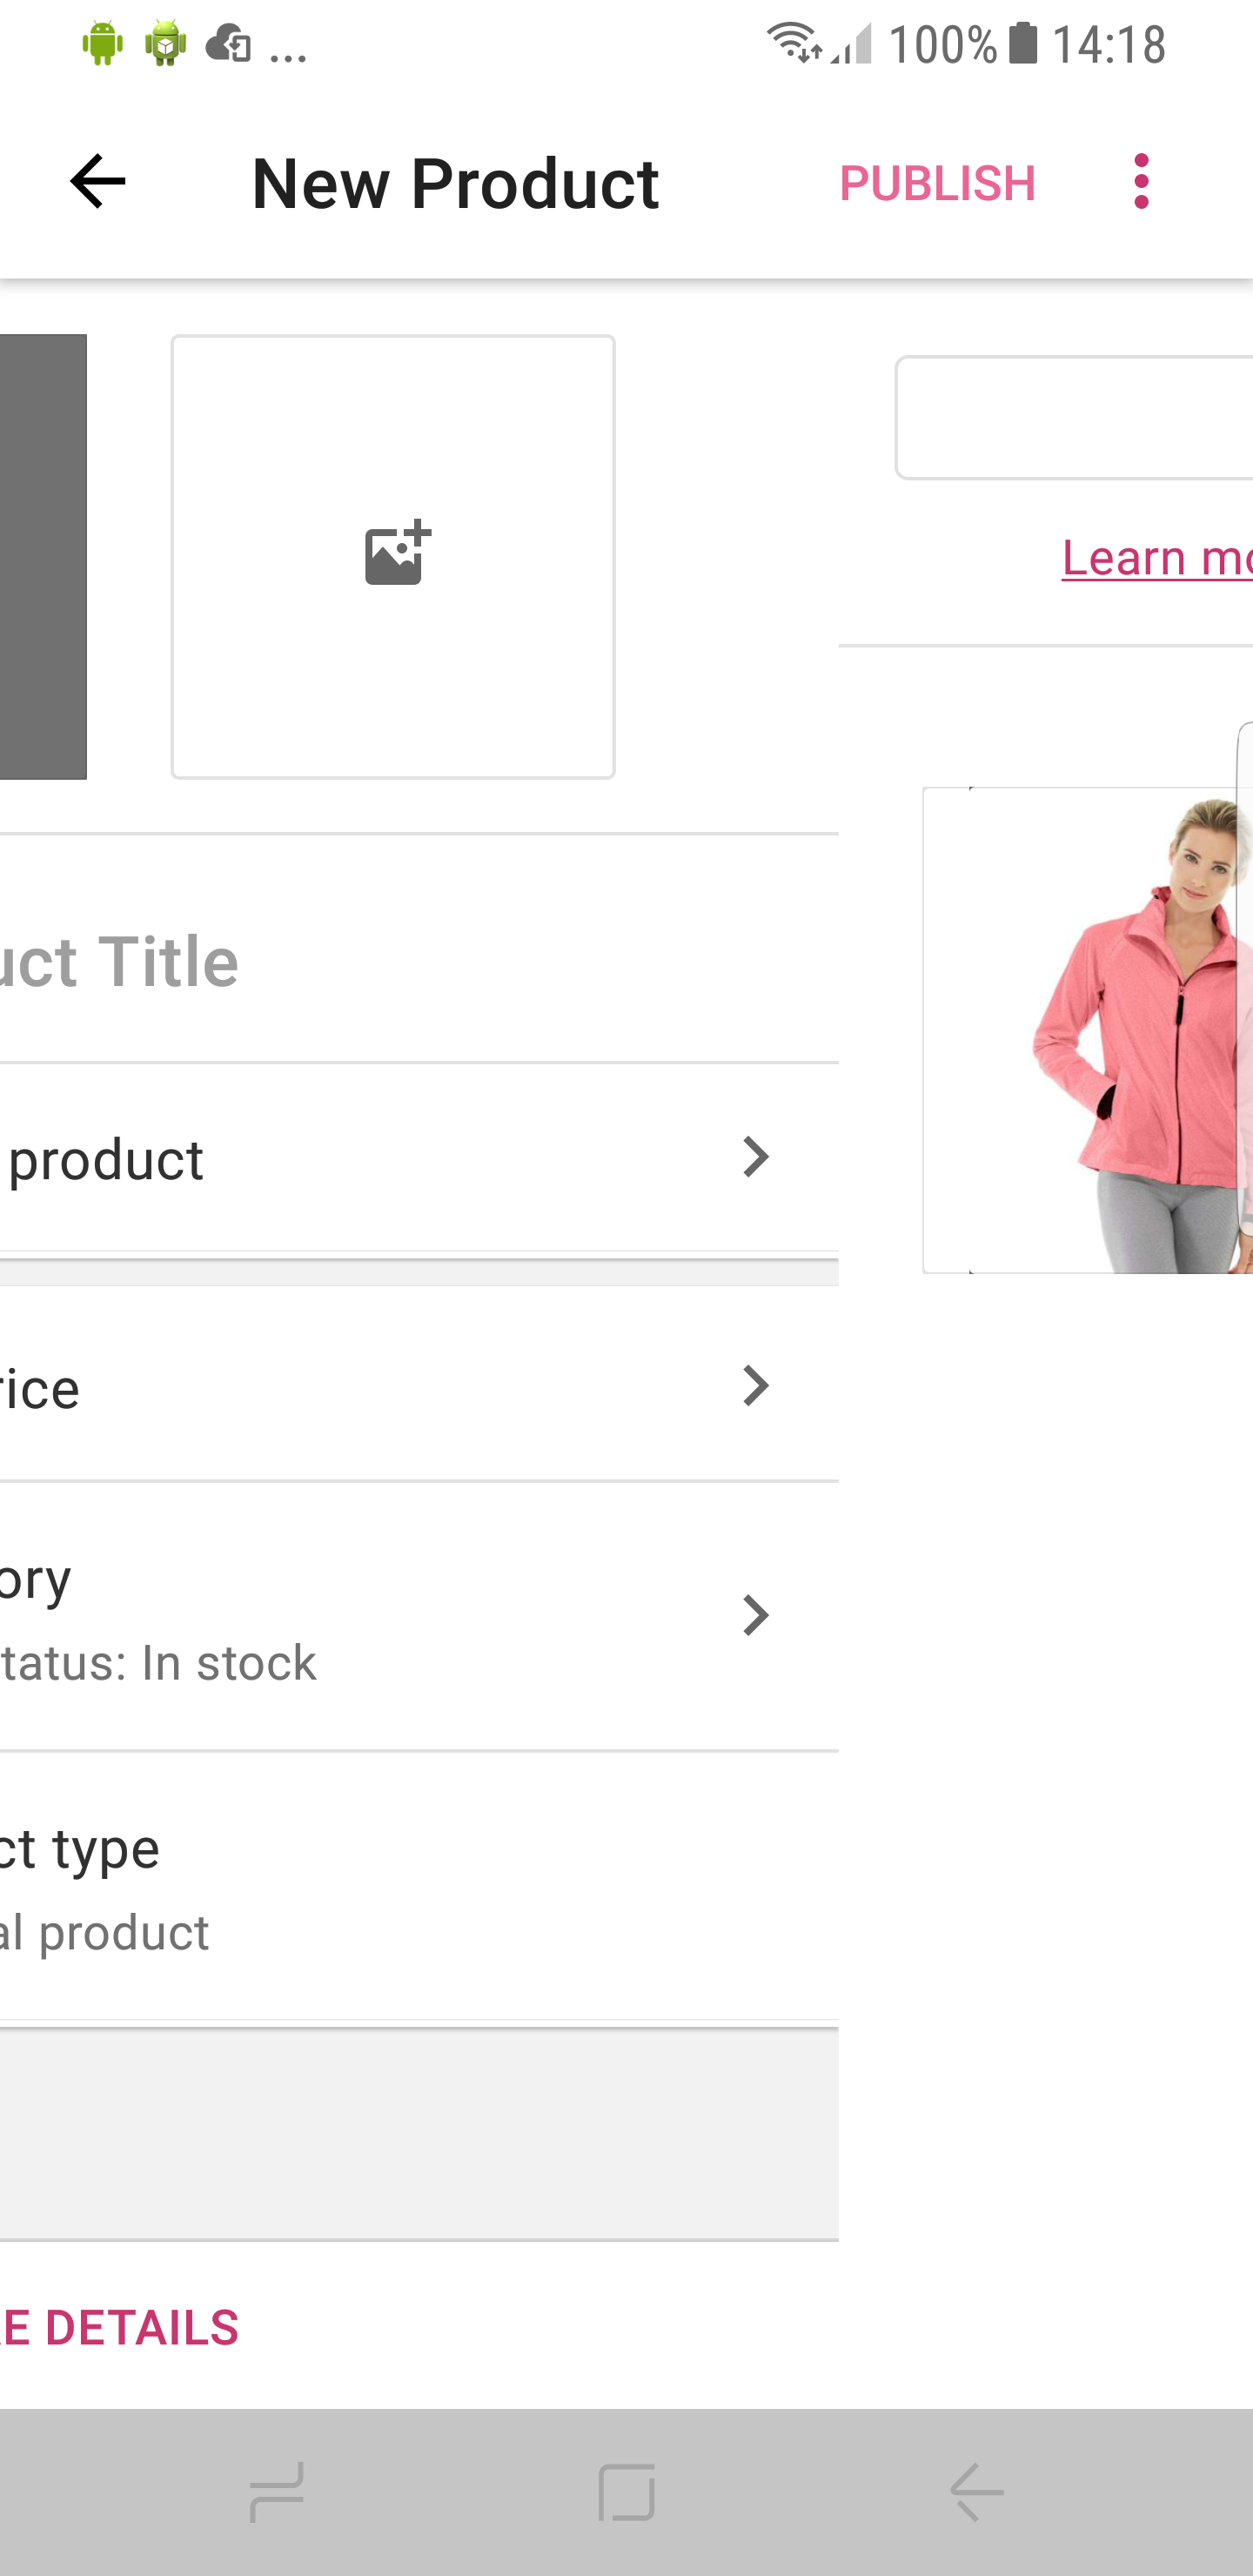 ... 100% 14:18
New Product PUBLISH
Learn mo
uct Title
product
rice
ory
tatus: In stock
ct type
al product
E DETAILS